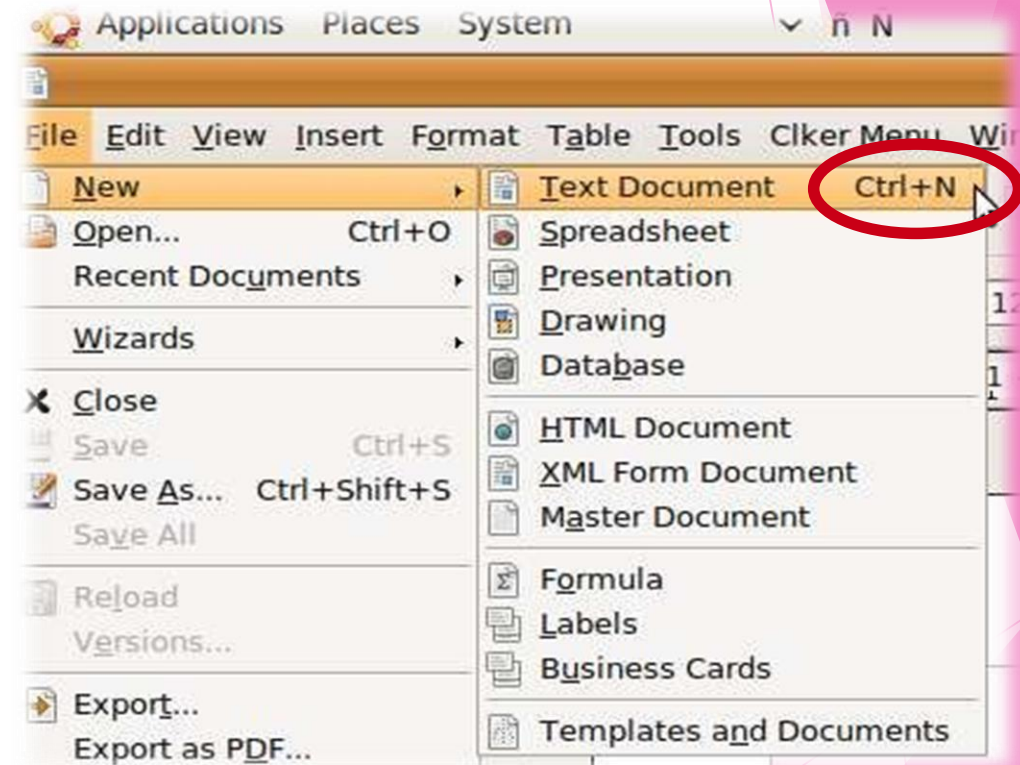 Applications Places System ñ Ñ
File Edit View Insert Format Table Tools Clker Menu
New
Open... Ctrl+O
Recent Documents
Wizards
Close
Save Ctrl+S
Save As... Ctrl+Shift+S
Save All
Reload
Versions...
Export...
Export as PDF...
Text Document Ctrl+N
Spreadsheet
Presentation
Drawing
Database
HTML Document
XML Form Document
Master Document
Formula
Labels
Business Cards
Templates and Documents